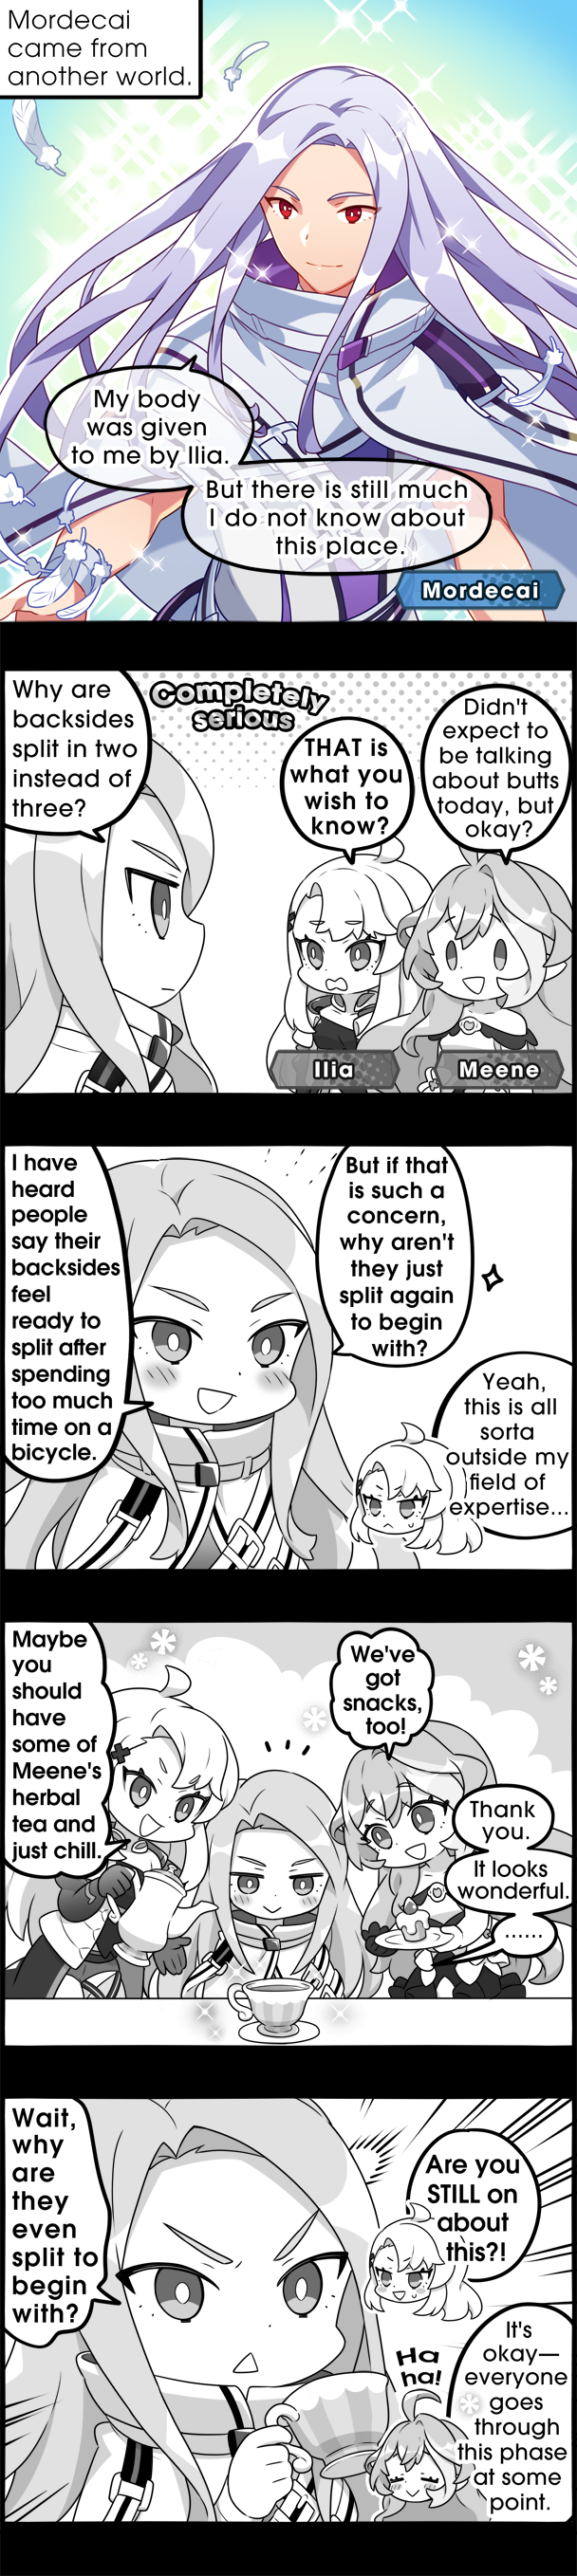 Mordecai
came from
another world.
My body
was given
to me by Ilia.
But there is still much
I do not know about
this place.
Mordecai
Why are
backsides
split in two
instead of
three?
Completely
serious
THAT is
what you
wish to
know?
Didn't
expect to
be talking
about butts
today, but
okay?
Ilia
Meene
I have
heard
people
say their
backsides
feel
ready to
split after
spending
too much
time on a
bicycle.
But if that
is such a
concern,
why aren't
they just
split again
to begin
with?
Yeah,
this is all
sorta
outside my
field of
expertise...
Maybe
you
should
have
some of
Meene's
herbal
tea and
just chill.
We've
got
snacks,
too!
Thank
you.
It looks
wonderful.
......
Wait,
why
are
they
even
split to
begin
with?
Are you
STILL on
about
this?!
Ha
ha!
It's
okay—
everyone
goes
through
this phase
at some
point.